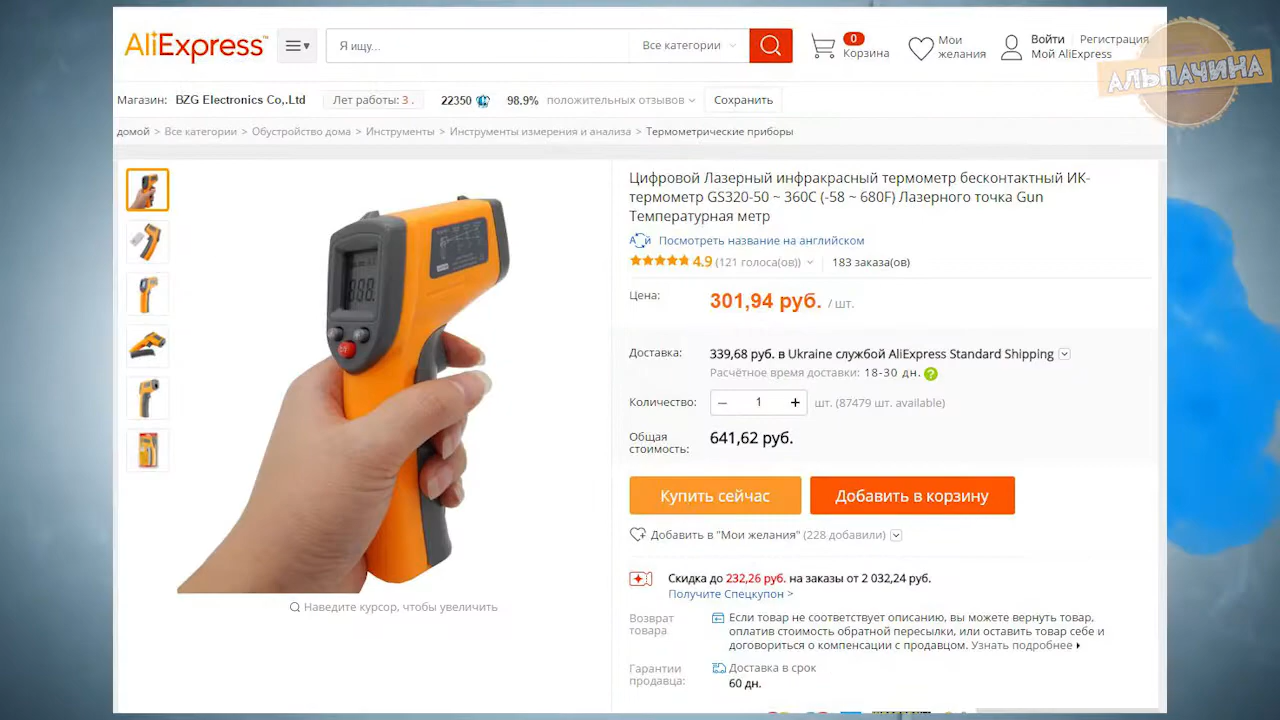 AliExpress™
Я ищу...
Все категории
0
Корзина
Мои желания
Войти
Регистрация
Мой AliExpress
АЛЬПАЧИНА
Магазин: BZG Electronics Co,.Ltd
Лет работы: 3 .
22350
98.9% положительных отзывов
Сохранить
домой > Все категории > Обустройство дома > Инструменты > Инструменты измерения и анализа > Термометрические приборы
Цифровой Лазерный инфракрасный термометр бесконтактный ИК-
термометр GS320-50 ~ 360C (-58 ~ 680F) Лазерного точка Gun
Температурная метр
Посмотреть название на английском
4.9 (121 голоса(ов))
183 заказа(ов)
Цена: 301,94 руб. / шт.
Доставка: 339,68 руб. в Ukraine службой AliExpress Standard Shipping
Расчётное время доставки: 18-30 дн.
Количество: – 1 + шт. (87479 шт. available)
Общая
стоимость: 641,62 руб.
Купить сейчас
Добавить в корзину
Добавить в "Мои желания" (228 добавили)
Скидка до 232,26 руб. на заказы от 2 032,24 руб.
Получите Спецкупон >
Возврат
товара
Если товар не соответствует описанию, вы можете вернуть товар,
оплатив стоимость обратной пересылки, или оставить товар себе и
договориться о компенсации с продавцом. Узнать подробнее
Гарантии
продавца:
Доставка в срок
60 дн.
Наведите курсор, чтобы увеличить